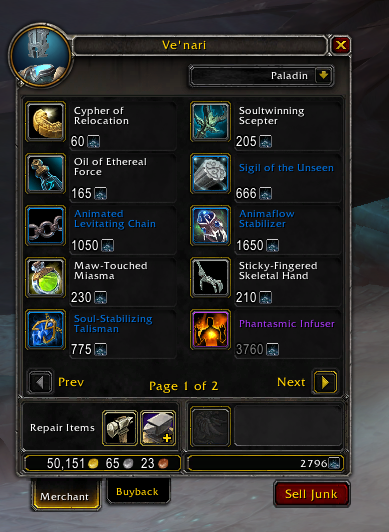 Ve'nari
Paladin
Cypher of
Relocation
60
Soultwinning
Scepter
205
Oil of Ethereal
Force
165
Sigil of the Unseen
666
Animated
Levitating Chain
1050
Animaflow
Stabilizer
1650
Maw-Touched
Miasma
230
Sticky-Fingered
Skeletal Hand
210
Soul-Stabilizing
Talisman
775
Phantasmic Infuser
3760
Prev
Page 1 of 2
Next
Repair Items
50,151 65 23
2796
Merchant
Buyback
Sell Junk